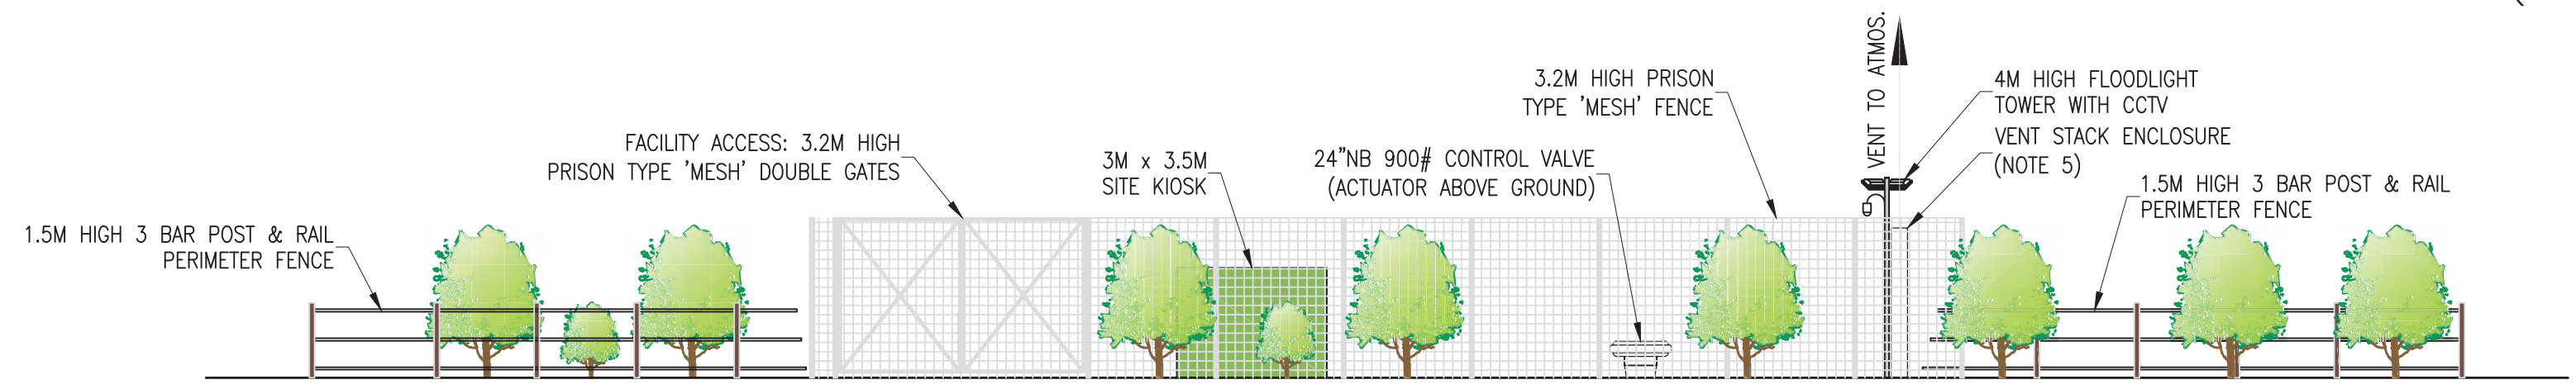 1.5M HIGH 3 BAR POST & RAIL
PERIMETER FENCE
FACILITY ACCESS: 3.2M HIGH
PRISON TYPE 'MESH' DOUBLE GATES
3M x 3.5M
SITE KIOSK
24"NB 900# CONTROL VALVE
(ACTUATOR ABOVE GROUND)
3.2M HIGH PRISON
TYPE 'MESH' FENCE
VENT TO ATMOS.
4M HIGH FLOODLIGHT
TOWER WITH CCTV
VENT STACK ENCLOSURE
(NOTE 5)
1.5M HIGH 3 BAR POST & RAIL
PERIMETER FENCE